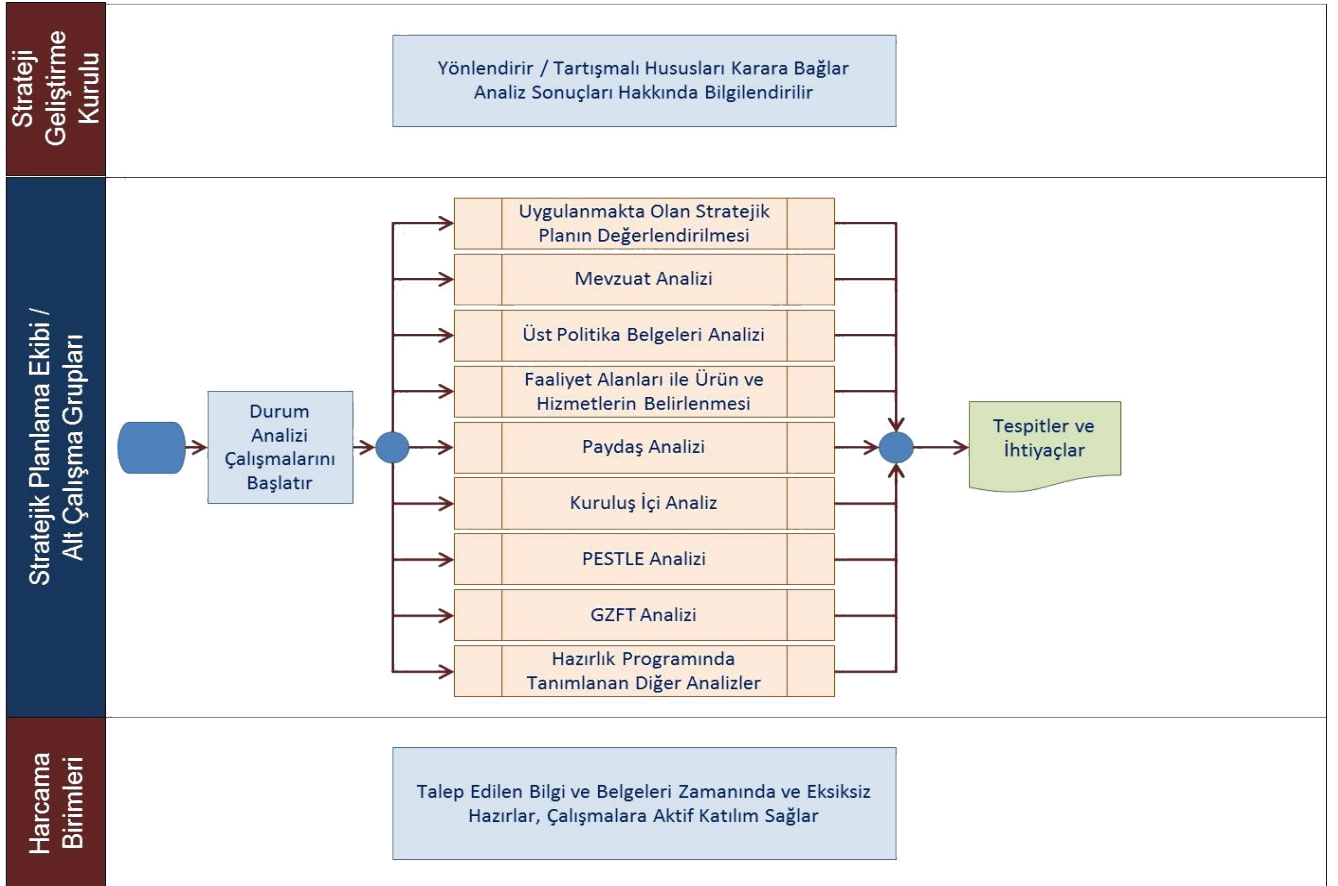 Strateji
Geliştirme
Kurulu
Yönlendirir / Tartışmalı Hususları Karara Bağlar
Analiz Sonuçları Hakkında Bilgilendirilir
Stratejik Planlama Ekibi /
Alt Çalışma Grupları
Durum
Analizi
Çalışmalarını
Başlatır
Uygulanmakta Olan Stratejik
Planın Değerlendirilmesi
Mevzuat Analizi
Üst Politika Belgeleri Analizi
Faaliyet Alanları ile Ürün ve
Hizmetlerin Belirlenmesi
Paydaş Analizi
Kuruluş İçi Analiz
PESTLE Analizi
GZFT Analizi
Hazırlık Programında
Tanımlanan Diğer Analizler
Tespitler ve
İhtiyaçlar
Harcama
Birimleri
Talep Edilen Bilgi ve Belgeleri Zamanında ve Eksiksiz
Hazırlar, Çalışmalara Aktif Katılım Sağlar